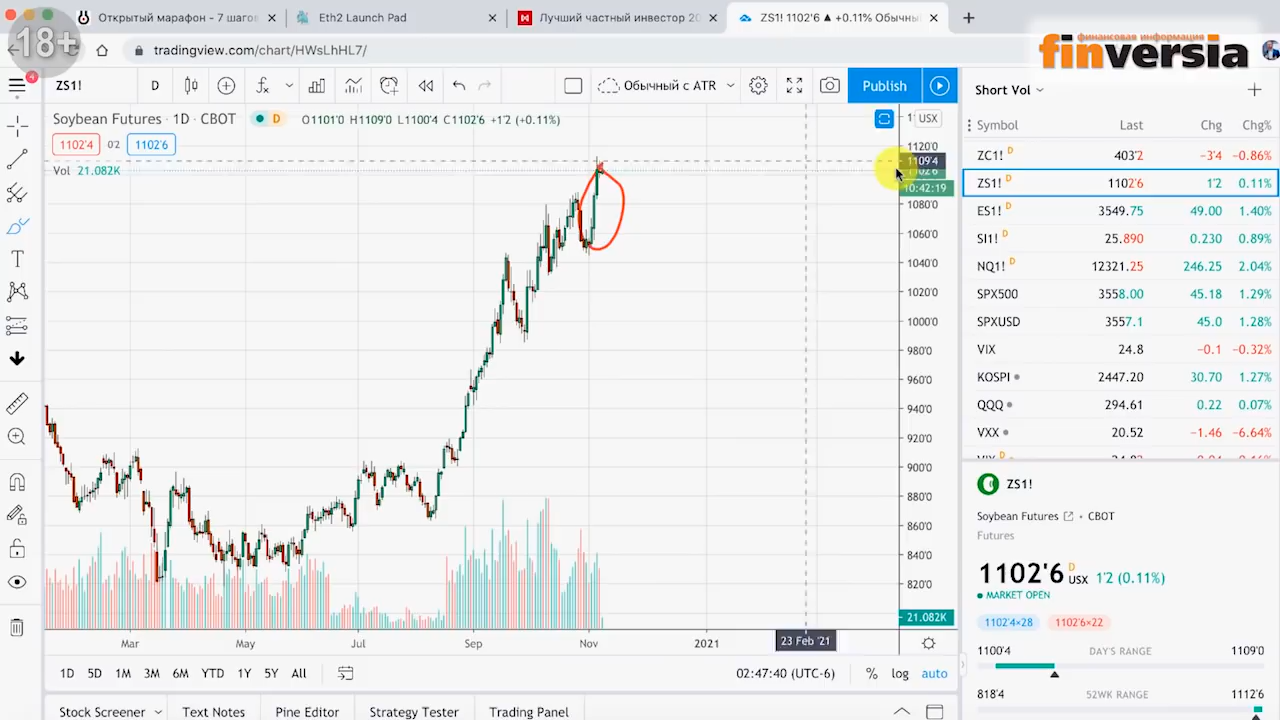 Открытый марафон - 7 шагов
Eth2 Launch Pad
Лучший частный инвестор 20
ZS1! 1102'6 ▲ +0.11% Обычны
18+
tradingview.com/chart/HWsLhHL7/
финансовая информация
finversia
4
ZS1!
D
Обычный с ATR
Publish
Short Vol
Soybean Futures · 1D · CBOT
D
O1101'0 H1109'0 L1100'4 C1102'6 +1'2 (+0.11%)
USX
1102'4 0'2 1102'6
Vol 21.082K
1120'0
1109'4
1102'6
10:42:19
1080'0
1060'0
1040'0
1020'0
1000'0
980'0
960'0
940'0
920'0
900'0
880'0
860'0
840'0
820'0
21.082K
Mar May Jul Sep Nov 2021 23 Feb '21
1D 5D 1M 3M 6M YTD 1Y 5Y All
02:47:40 (UTC-6) % log auto
Stock Screener Text Notes Pine Editor Strategy Tester Trading Panel
Symbol Last Chg Chg%
ZC1! D 403'2 −3'4 −0.86%
ZS1! D 1102'6 1'2 0.11%
ES1! D 3549.75 49.00 1.40%
SI1! D 25.890 0.230 0.89%
NQ1! D 12321.25 246.25 2.04%
SPX500 3558.00 45.18 1.29%
SPXUSD 3557.1 45.0 1.28%
VIX 24.8 −0.1 −0.32%
KOSPI 2447.20 30.70 1.27%
QQQ 294.61 0.22 0.07%
VXX 20.52 −1.46 −6.64%
ZS1!
Soybean Futures • CBOT
Futures
1102'6 D USX 1'2 (0.11%)
MARKET OPEN
1102'4×28 1102'6×22
1100'4 DAY'S RANGE 1109'0
818'4 52WK RANGE 1112'6